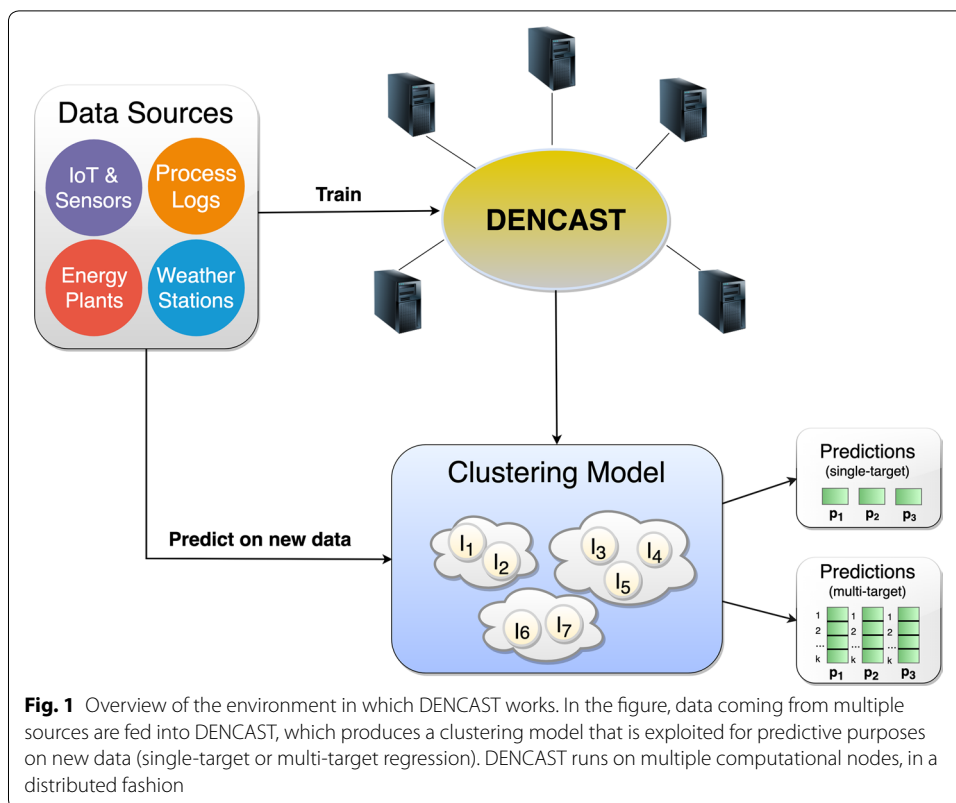 Data Sources
IoT &
Sensors
Process
Logs
Energy
Plants
Weather
Stations
Train
DENCAST
Predict on new data
Clustering Model
I1
I2
I3
I4
I5
I6
I7
Predictions
(single-target)
p1 p2 p3
Predictions
(multi-target)
1 1 1
2 2 2
... ... ...
k k k
p1 p2 p3
Fig. 1 Overview of the environment in which DENCAST works. In the figure, data coming from multiple
sources are fed into DENCAST, which produces a clustering model that is exploited for predictive purposes
on new data (single-target or multi-target regression). DENCAST runs on multiple computational nodes, in a
distributed fashion